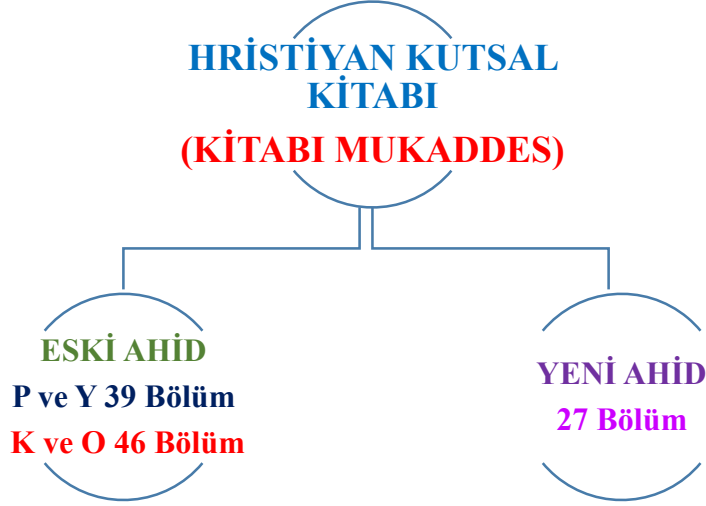 HRİSTİYAN KUTSAL
KİTABI
(KİTABI MUKADDES)
ESKİ AHİD
P ve Y 39 Bölüm
K ve O 46 Bölüm
YENİ AHİD
27 Bölüm